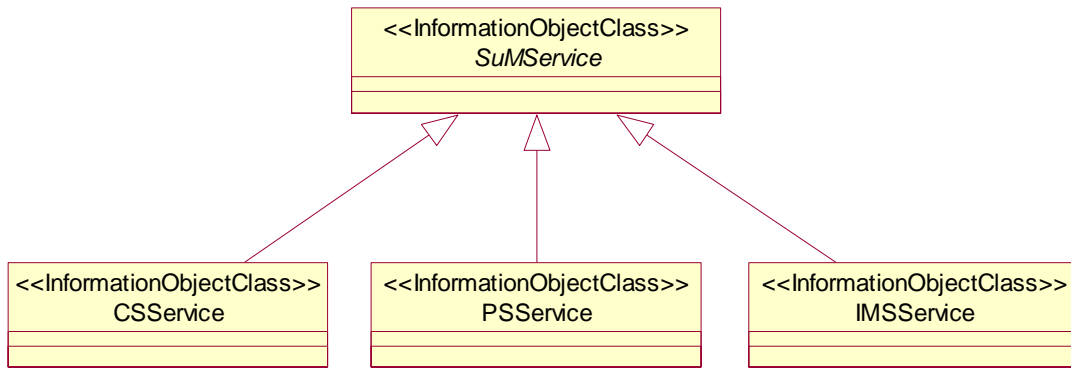 <<InformationObjectClass>>
SuMService
<<InformationObjectClass>>
CSService
<<InformationObjectClass>>
PSService
<<InformationObjectClass>>
IMSService